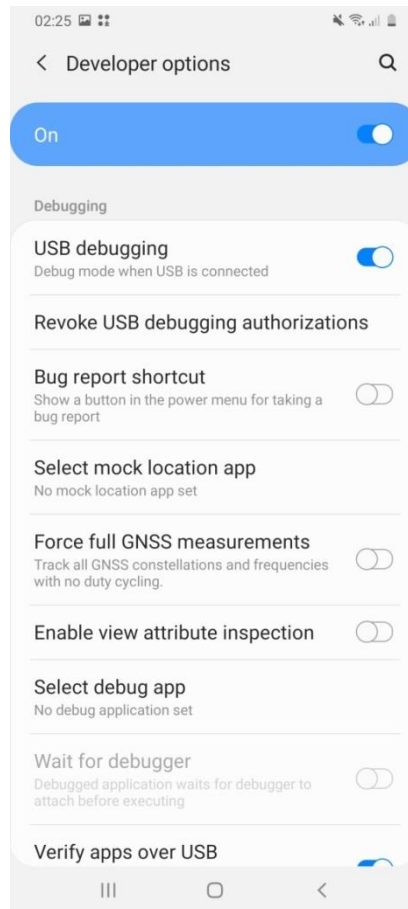 02:25
Developer options
On
Debugging
USB debugging
Debug mode when USB is connected
Revoke USB debugging authorizations
Bug report shortcut
Show a button in the power menu for taking a
bug report
Select mock location app
No mock location app set
Force full GNSS measurements
Track all GNSS constellations and frequencies
with no duty cycling.
Enable view attribute inspection
Select debug app
No debug application set
Wait for debugger
Debugged application waits for debugger to
attach before executing
Verify apps over USB